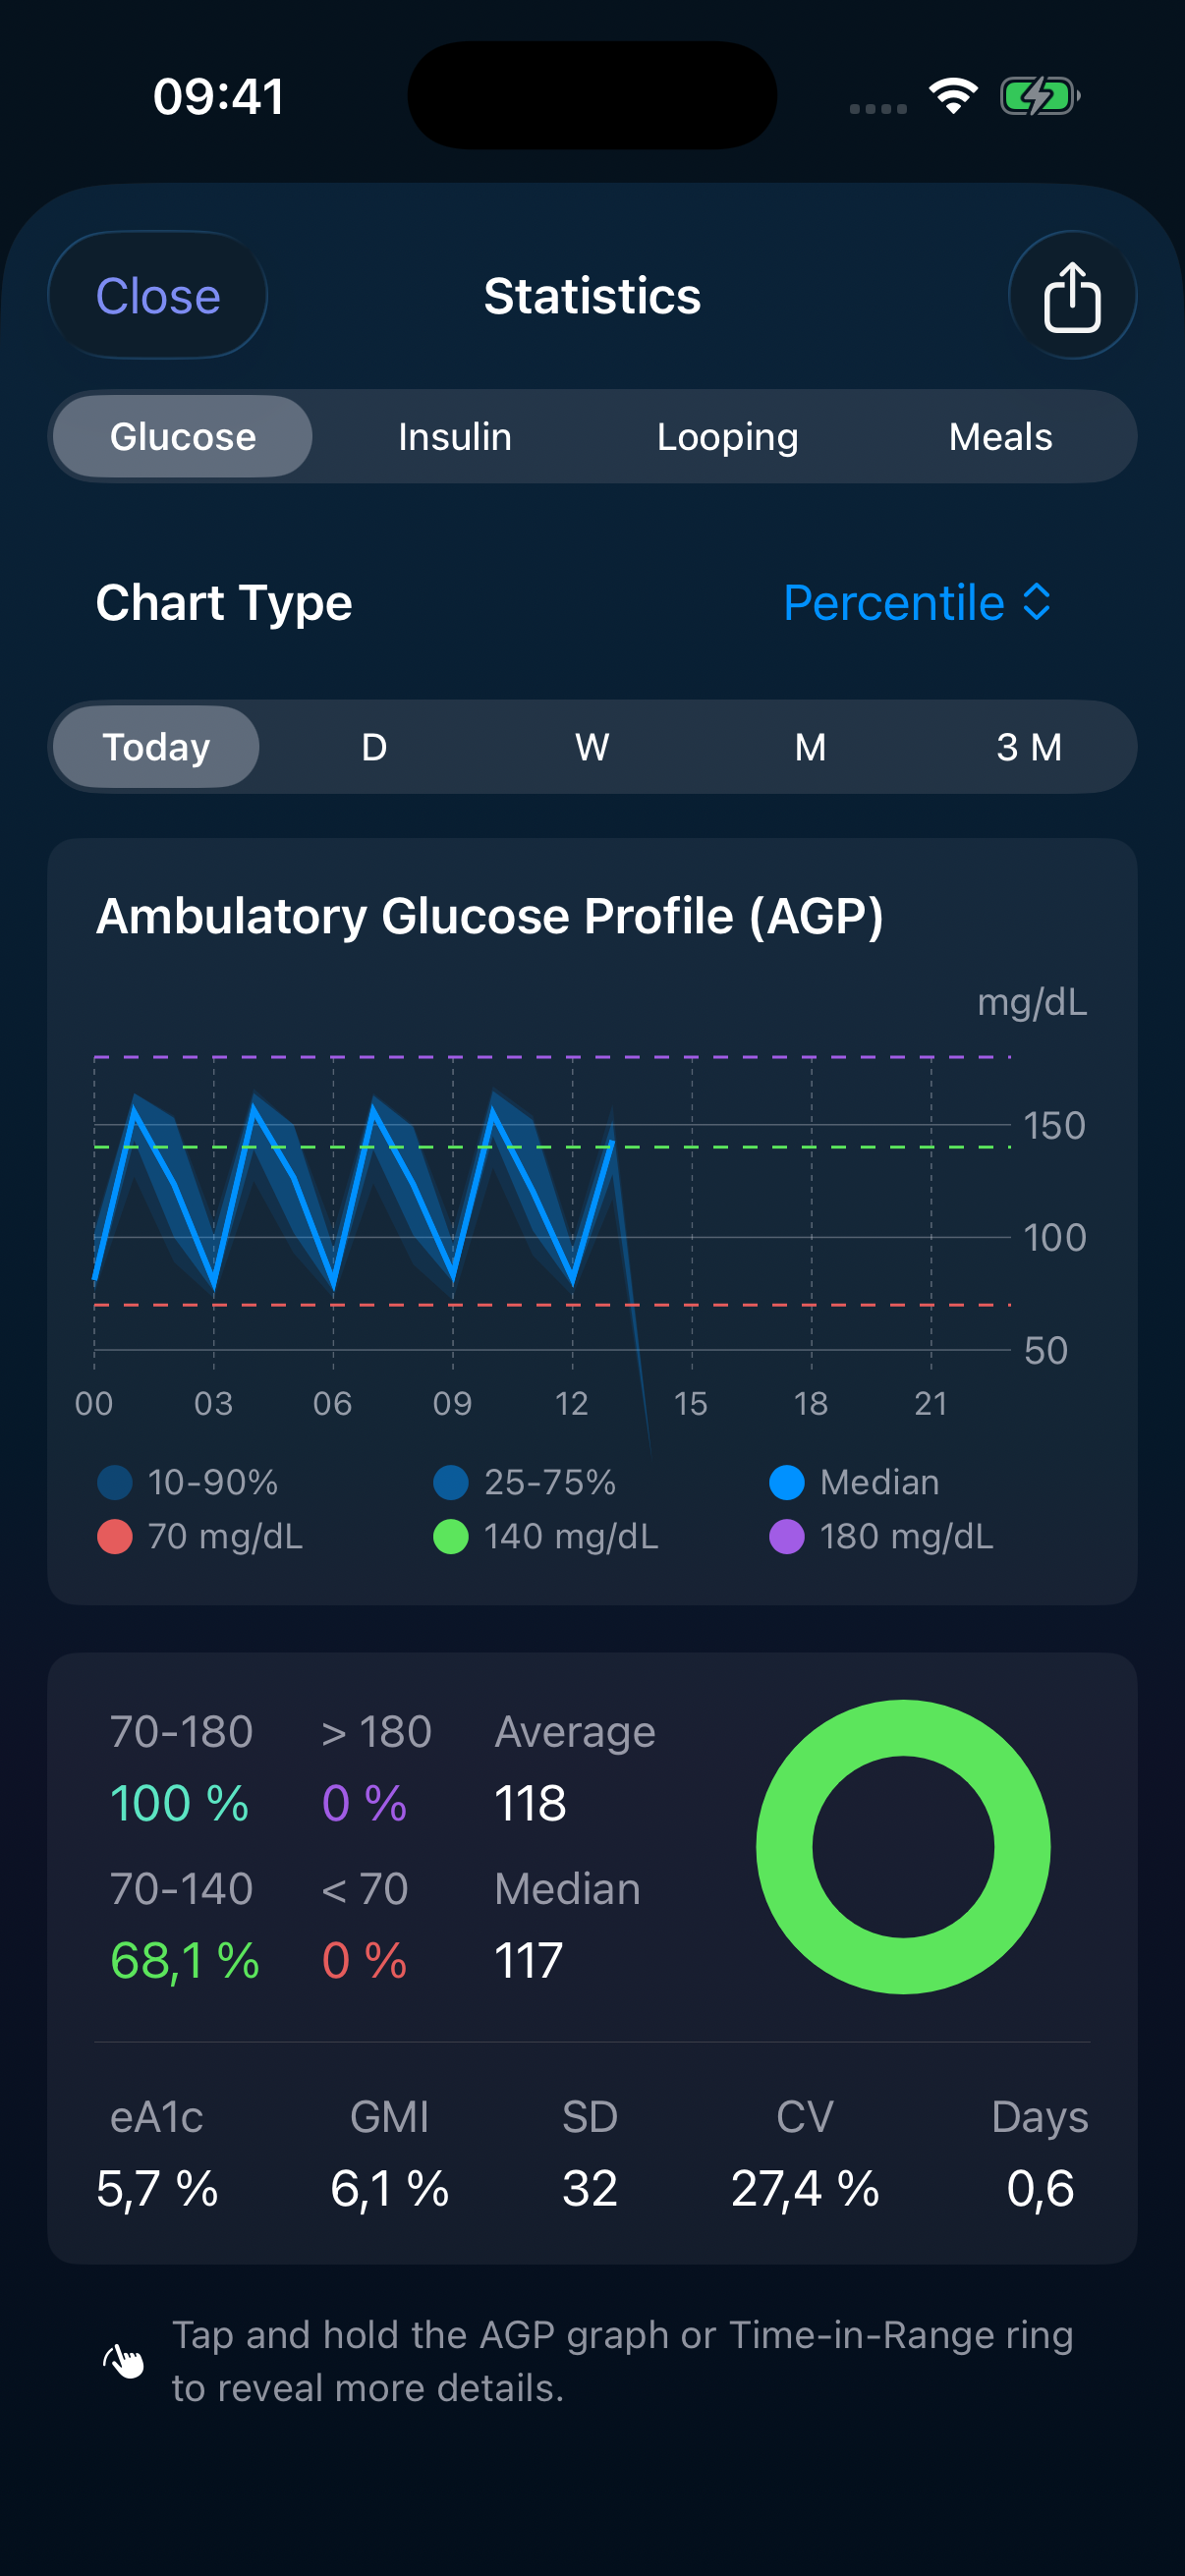 09:41
Close
Statistics
Glucose Insulin Looping Meals
Chart Type Percentile
Today D W M 3 M
Ambulatory Glucose Profile (AGP)
mg/dL
150
100
50
00 03 06 09 12 15 18 21
10-90% 25-75% Median
70 mg/dL 140 mg/dL 180 mg/dL
70-180 > 180 Average
100 % 0 % 118
70-140 < 70 Median
68,1 % 0 % 117
eA1c GMI SD CV Days
5,7 % 6,1 % 32 27,4 % 0,6
Tap and hold the AGP graph or Time-in-Range ring
to reveal more details.